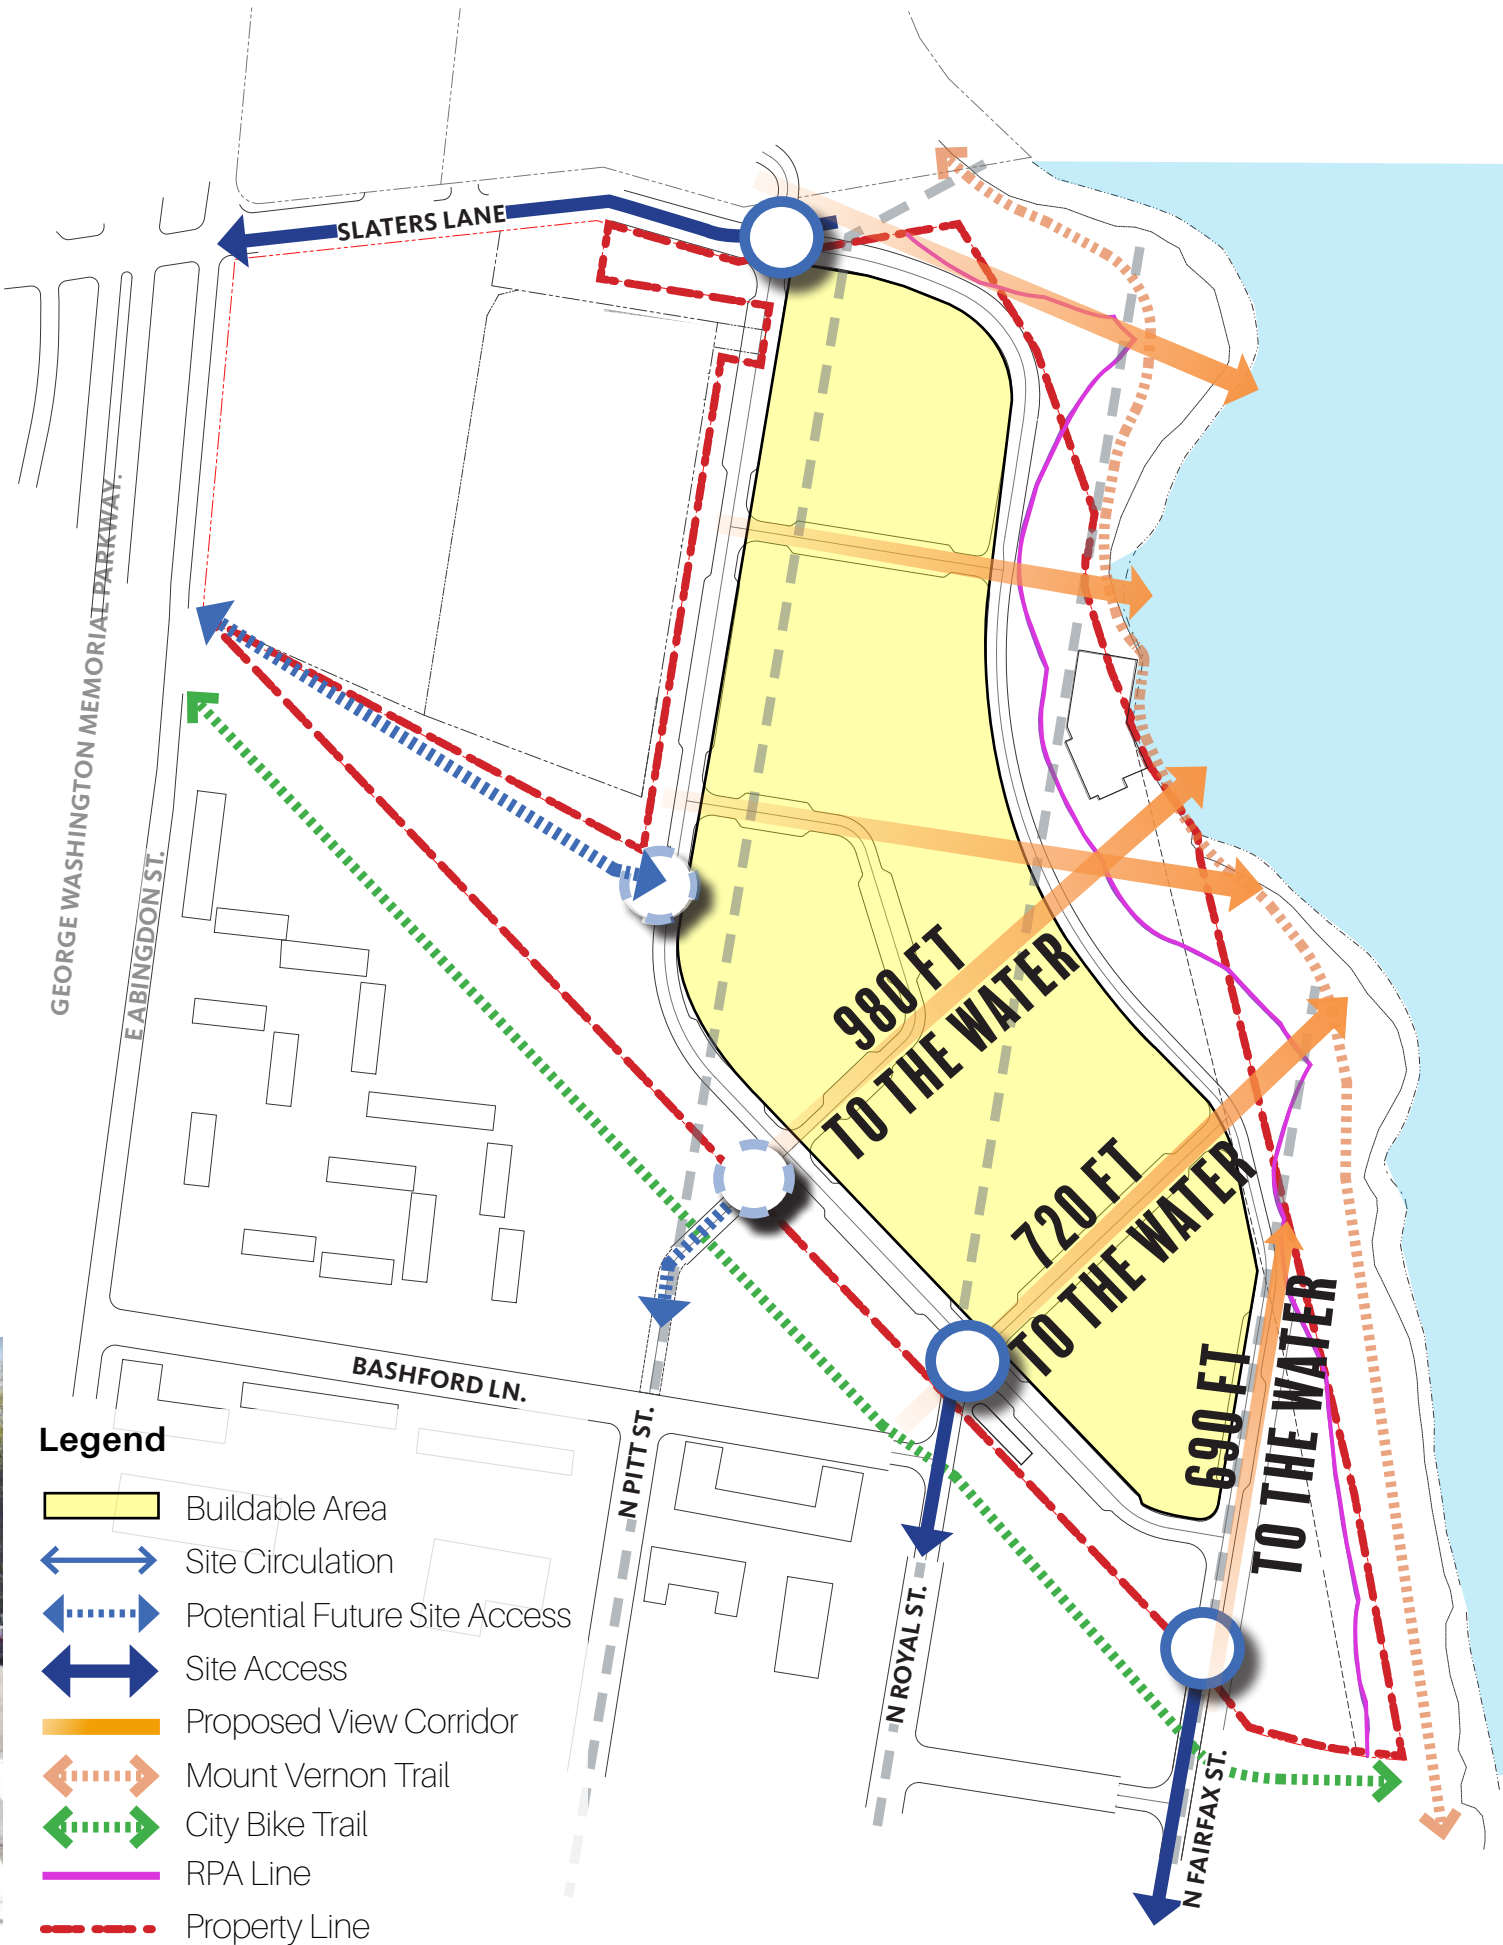 SLATERS LANE
GEORGE WASHINGTON MEMORIAL PARKWAY.
E ABINGDON ST.
980 FT
TO THE WATER
720 FT
TO THE WATER
690 FT
TO THE WATER
BASHFORD LN.
N PITT ST.
N ROYAL ST.
N FAIRFAX ST.
Legend
Buildable Area
Site Circulation
Potential Future Site Access
Site Access
Proposed View Corridor
Mount Vernon Trail
City Bike Trail
RPA Line
Property Line